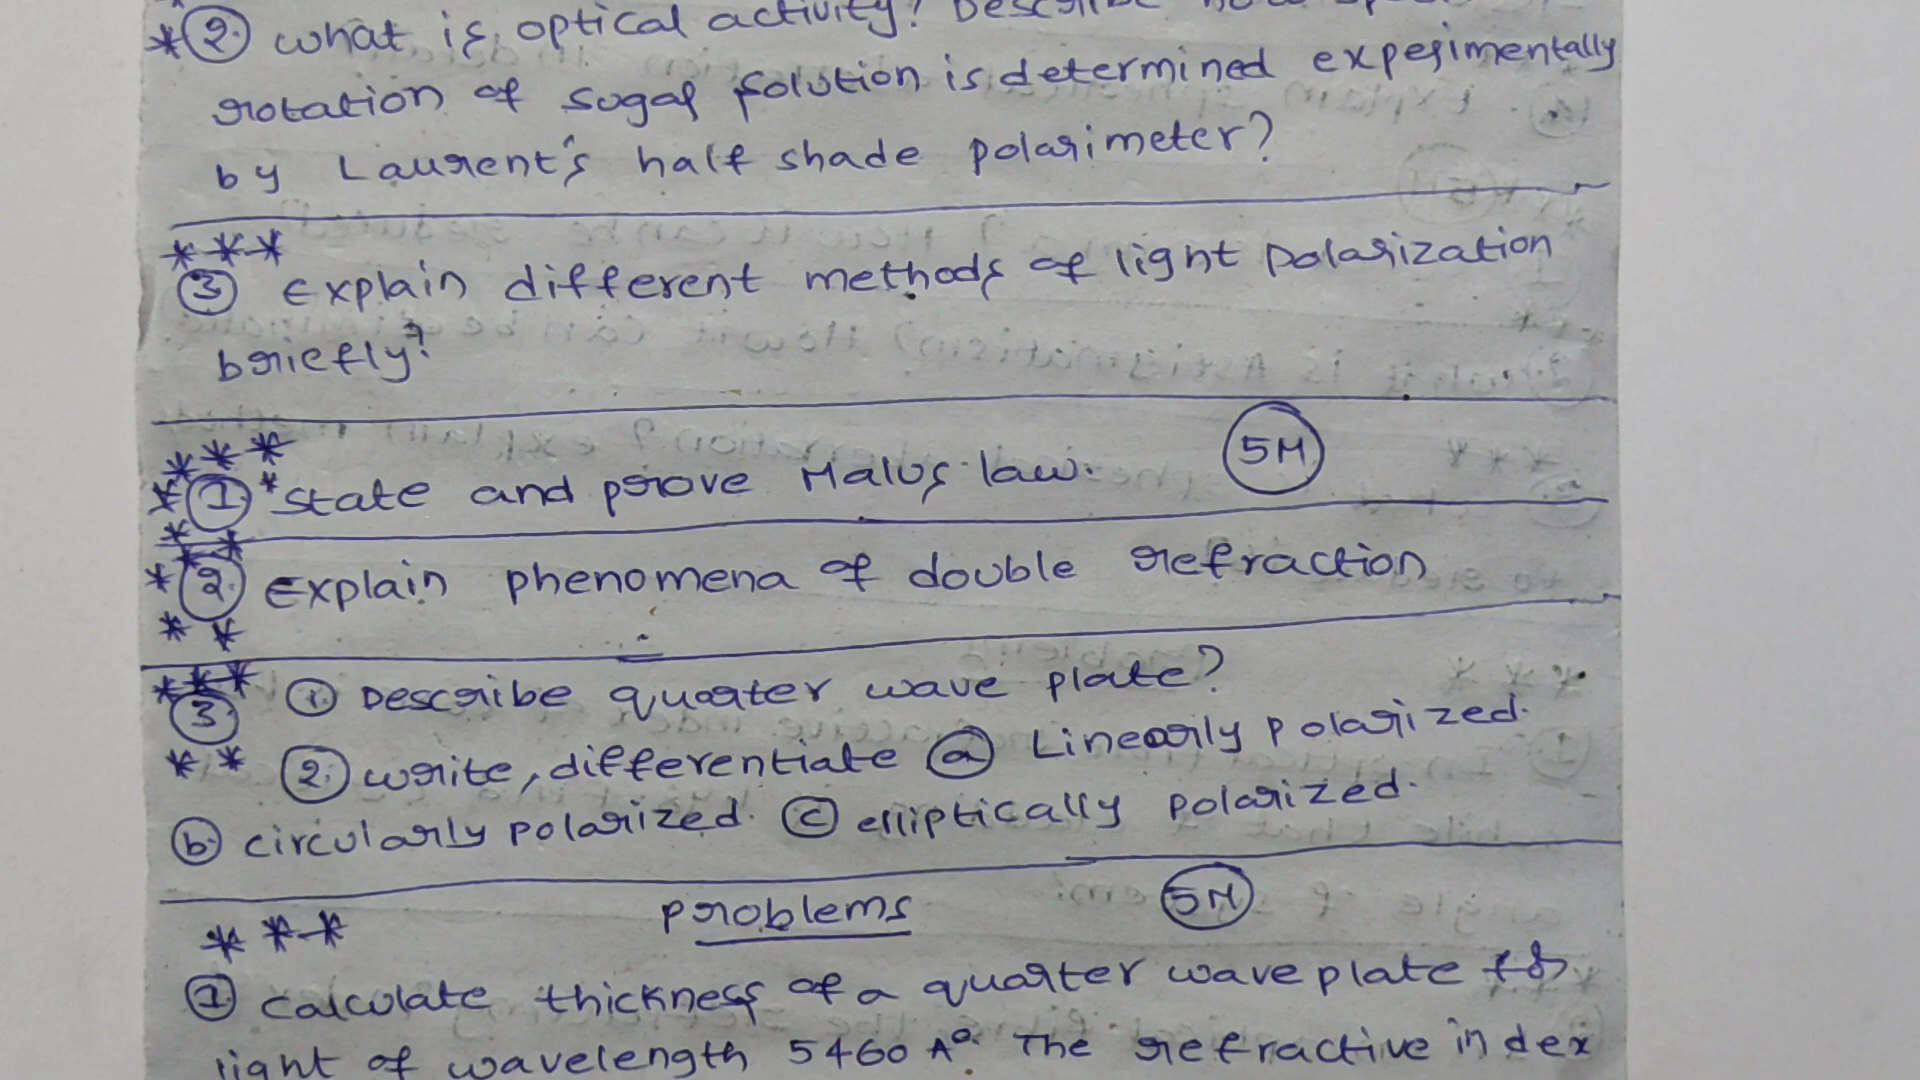 * 2. what is optical activity? Describe how
rotation of sugar solution is determined experimentally
by Laurent's half shade polarimeter?
***
3 Explain different methods of light polarization
briefly?
*** 5M
* 1 * State and prove Malus law.
*
**
* 2. Explain phenomena of double refraction
* *
***
3. 1. Describe quarter wave plate?
* * 2. write, differentiate a Linearly polarized.
b. circularly polarized. c elliptically polarized.
problems 5M
***
1. calculate thickness of a quarter wave plate for
light of wavelength 5460 A°. The refractive index